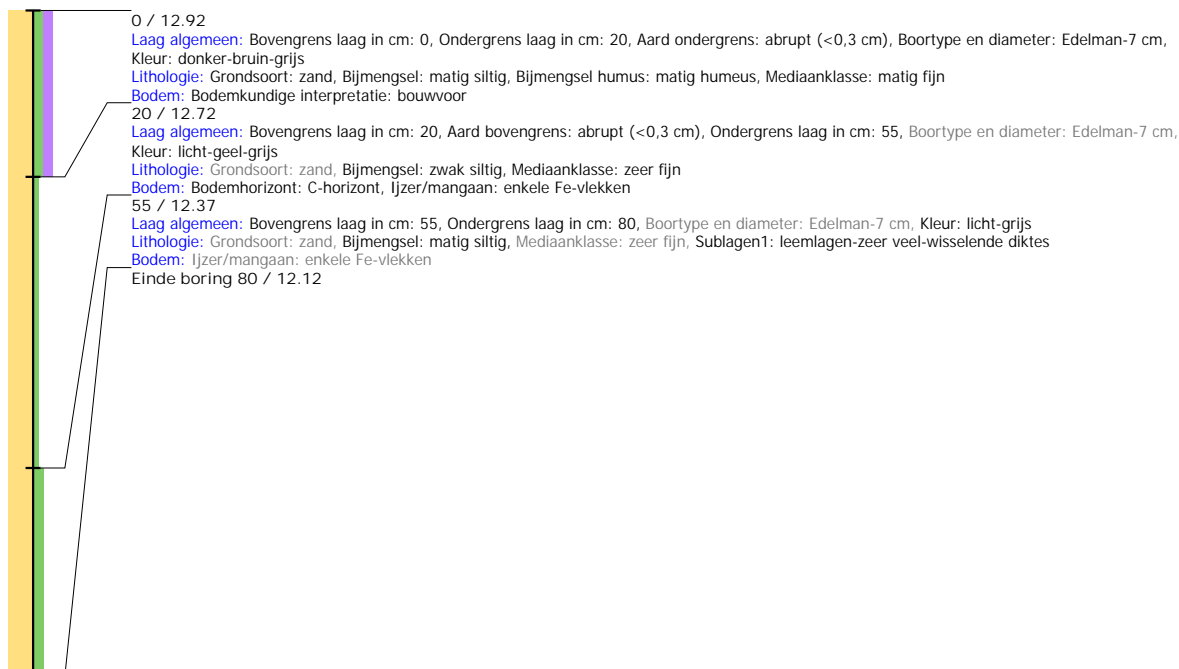 0 / 12.92
Laag algemeen: Bovengrens laag in cm: 0, Ondergrens laag in cm: 20, Aard ondergrens: abrupt (<0,3 cm), Boortype en diameter: Edelman-7 cm,
Kleur: donker-bruin-grijs
Lithologie: Grondsoort: zand, Bijmengsel: matig siltig, Bijmengsel humus: matig humeus, Mediaanklasse: matig fijn
Bodem: Bodemkundige interpretatie: bouwvoor
20 / 12.72
Laag algemeen: Bovengrens laag in cm: 20, Aard bovengrens: abrupt (<0,3 cm), Ondergrens laag in cm: 55, Boortype en diameter: Edelman-7 cm,
Kleur: licht-geel-grijs
Lithologie: Grondsoort: zand, Bijmengsel: zwak siltig, Mediaanklasse: zeer fijn
Bodem: Bodemhorizont: C-horizont, Ijzer/mangaan: enkele Fe-vlekken
55 / 12.37
Laag algemeen: Bovengrens laag in cm: 55, Ondergrens laag in cm: 80, Boortype en diameter: Edelman-7 cm, Kleur: licht-grijs
Lithologie: Grondsoort: zand, Bijmengsel: matig siltig, Mediaanklasse: zeer fijn, Sublagen1: leemlagen-zeer veel-wisselende diktes
Bodem: Ijzer/mangaan: enkele Fe-vlekken
Einde boring 80 / 12.12